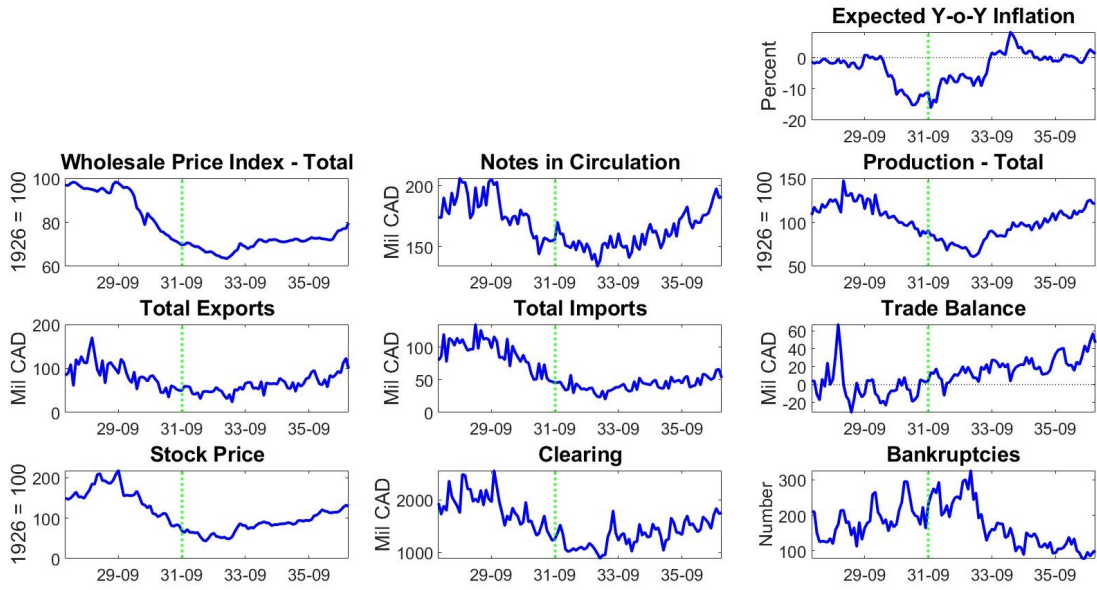 Expected Y-o-Y Inflation
Percent
0
-10
-20
29-09 31-09 33-09 35-09
Wholesale Price Index - Total
1926 = 100
100
80
60
29-09 31-09 33-09 35-09
Notes in Circulation
Mil CAD
200
150
29-09 31-09 33-09 35-09
Production - Total
1926 = 100
150
100
50
29-09 31-09 33-09 35-09
Total Exports
Mil CAD
200
100
0
29-09 31-09 33-09 35-09
Total Imports
Mil CAD
100
50
0
29-09 31-09 33-09 35-09
Trade Balance
Mil CAD
60
40
20
0
-20
29-09 31-09 33-09 35-09
Stock Price
1926 = 100
200
100
0
29-09 31-09 33-09 35-09
Clearing
Mil CAD
2000
1000
29-09 31-09 33-09 35-09
Bankruptcies
Number
300
200
100
29-09 31-09 33-09 35-09